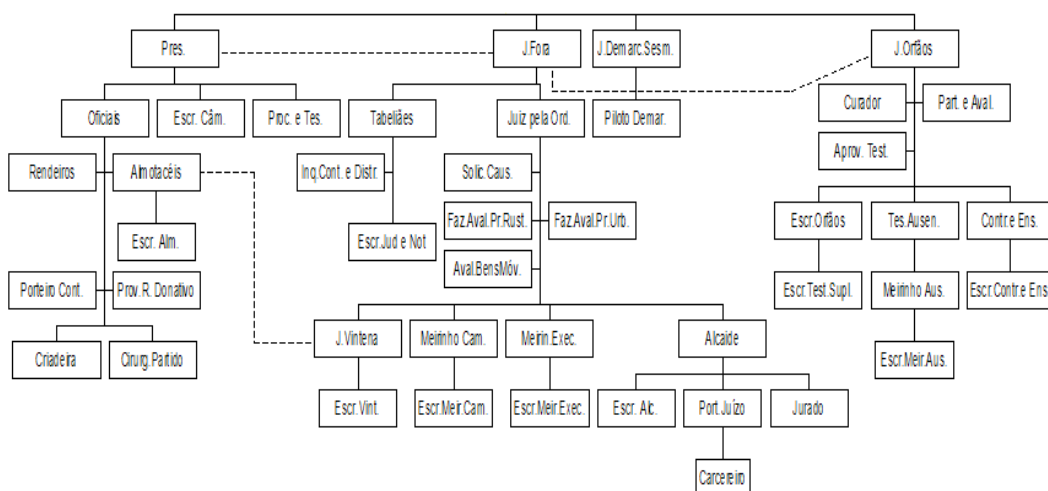 Pres.
J.Fora
J.Demarc.Sesm.
J.Orfãos
Curador
Part. e Aval.
Oficiais
Escr. Câm.
Proc. e Tes.
Tabeliães
Juiz pela Ord.
Piloto Demar.
Aprov. Test.
Rendeiros
Almotacéis
Inq.Cont. e Distr.
Solic.Caus.
Escr.Orfãos
Tes.Ausen.
Contr.e Ens.
Faz.Aval.Pr.Rust.
Faz.Aval.Pr.Urb.
Escr. Alm.
Escr.Jud e Not
Aval.BensMóv.
Porteiro Cont.
Prov.R. Donativo
Escr.Test.Supl.
Meirinho Aus.
Escr.Contr.e Ens
J.Vintena
Meirinho Cam.
Meirin.Exec.
Alcaide
Criadeira
Cirurg.Partido
Escr.Meir.Aus.
Escr.Vint.
Escr.Meir.Cam.
Escr.Meir.Exec.
Escr. Alc.
Port.Juízo
Jurado
Carcereiro